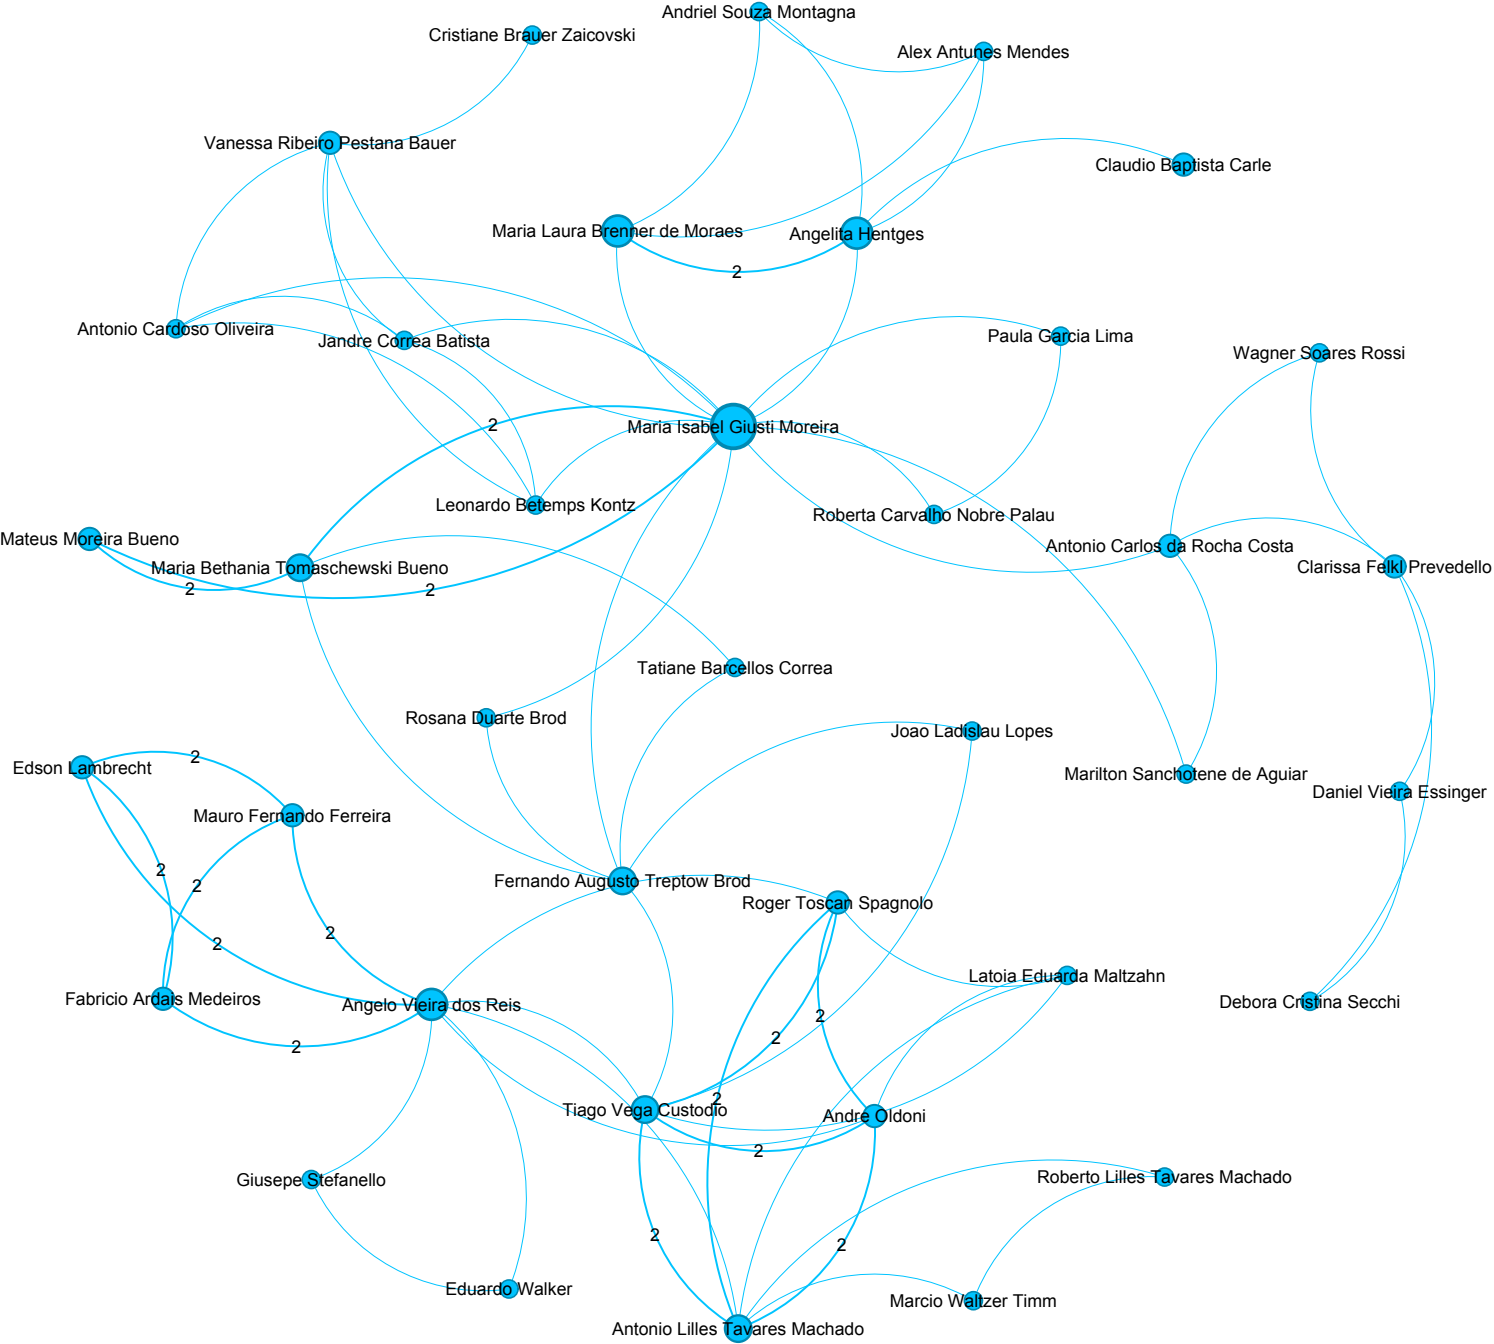 Andriel Souza Montagna
Cristiane Brauer Zaicovski
Alex Antunes Mendes
Vanessa Ribeiro Pestana Bauer
Claudio Baptista Carle
Maria Laura Brenner de Moraes
Angelita Hentges
2
Antonio Cardoso Oliveira
Jandre Correa Batista
Paula Garcia Lima
Wagner Soares Rossi
2
Maria Isabel Giusti Moreira
Leonardo Betemps Kontz
Roberta Carvalho Nobre Palau
Mateus Moreira Bueno
Antonio Carlos da Rocha Costa
Maria Bethania Tomaschewski Bueno
Clarissa Felkl Prevedello
2
2
Tatiane Barcellos Correa
Rosana Duarte Brod
Joao Ladislau Lopes
2
Edson Lambrecht
Marilton Sanchotene de Aguiar
Daniel Vieira Essinger
Mauro Fernando Ferreira
2
2
Fernando Augusto Treptow Brod
Roger Toscan Spagnolo
2
2
Latoia Eduarda Maltzahn
Fabricio Ardais Medeiros
Angelo Vieira dos Reis
Debora Cristina Secchi
2
2
2
2
Tiago Vega Custodio
Andre Oldoni
2
Giusepe Stefanello
Roberto Lilles Tavares Machado
2
2
Eduardo Walker
Marcio Waltzer Timm
Antonio Lilles Tavares Machado